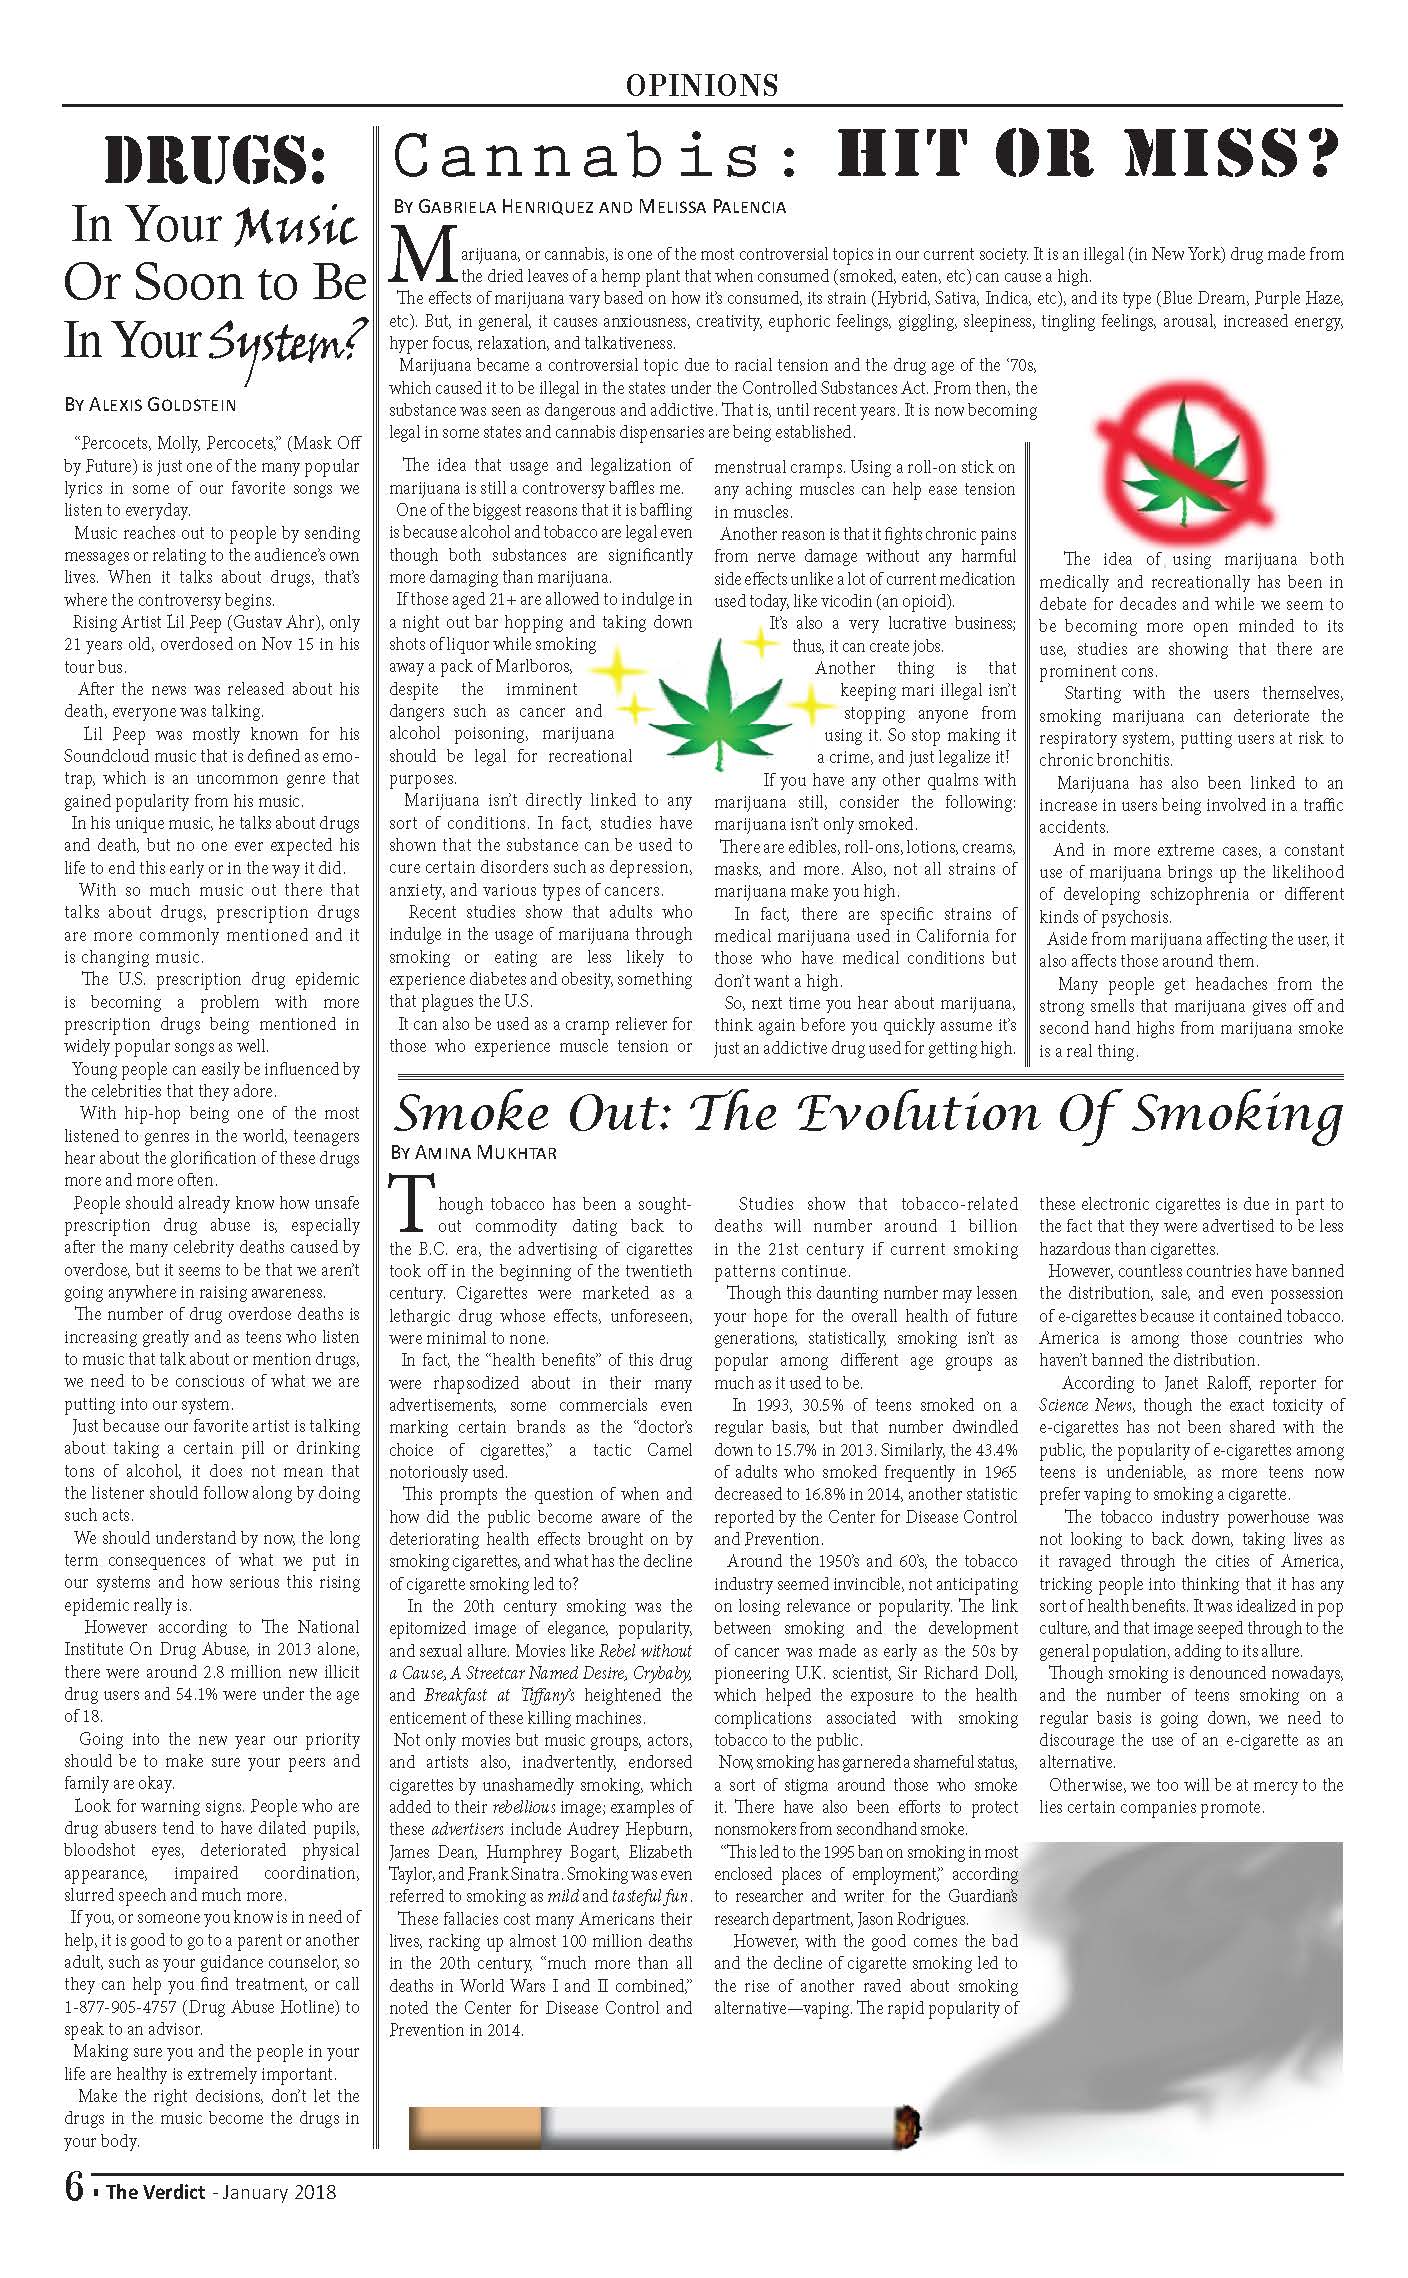 OPINIONS
DRUGS:
In Your Music
Or Soon to Be
In Your System?
By Alexis Goldstein
“Percocets, Molly, Percocets,” (Mask Off
by Future) is just one of the many popular
lyrics in some of our favorite songs we
listen to everyday.
Music reaches out to people by sending
messages or relating to the audience’s own
lives. When it talks about drugs, that’s
where the controversy begins.
Rising Artist Lil Peep (Gustav Ahr), only
21 years old, overdosed on Nov 15 in his
tour bus.
After the news was released about his
death, everyone was talking.
Lil Peep was mostly known for his
Soundcloud music that is defined as emo-
trap, which is an uncommon genre that
gained popularity from his music.
In his unique music, he talks about drugs
and death, but no one ever expected his
life to end this early or in the way it did.
With so much music out there that
talks about drugs, prescription drugs
are more commonly mentioned and it
is changing music.
The U.S. prescription drug epidemic
is becoming a problem with more
prescription drugs being mentioned in
widely popular songs as well.
Young people can easily be influenced by
the celebrities that they adore.
With hip-hop being one of the most
listened to genres in the world, teenagers
hear about the glorification of these drugs
more and more often.
People should already know how unsafe
prescription drug abuse is, especially
after the many celebrity deaths caused by
overdose, but it seems to be that we aren’t
going anywhere in raising awareness.
The number of drug overdose deaths is
increasing greatly and as teens who listen
to music that talk about or mention drugs,
we need to be conscious of what we are
putting into our system.
Just because our favorite artist is talking
about taking a certain pill or drinking
tons of alcohol, it does not mean that
the listener should follow along by doing
such acts.
We should understand by now, the long
term consequences of what we put in
our systems and how serious this rising
epidemic really is.
However according to The National
Institute On Drug Abuse, in 2013 alone,
there were around 2.8 million new illicit
drug users and 54.1% were under the age
of 18.
Going into the new year our priority
should be to make sure your peers and
family are okay.
Look for warning signs. People who are
drug abusers tend to have dilated pupils,
bloodshot eyes, deteriorated physical
appearance, impaired coordination,
slurred speech and much more.
If you, or someone you know is in need of
help, it is good to go to a parent or another
adult, such as your guidance counselor, so
they can help you find treatment, or call
1-877-905-4757 (Drug Abuse Hotline) to
speak to an advisor.
Making sure you and the people in your
life are healthy is extremely important.
Make the right decisions, don’t let the
drugs in the music become the drugs in
your body.
Cannabis: HIT OR MISS?
By Gabriela Henriquez and Melissa Palencia
Marijuana, or cannabis, is one of the most controversial topics in our current society. It is an illegal (in New York) drug made from
the dried leaves of a hemp plant that when consumed (smoked, eaten, etc) can cause a high.
The effects of marijuana vary based on how it’s consumed, its strain (Hybrid, Sativa, Indica, etc), and its type (Blue Dream, Purple Haze,
etc). But, in general, it causes anxiousness, creativity, euphoric feelings, giggling, sleepiness, tingling feelings, arousal, increased energy,
hyper focus, relaxation, and talkativeness.
Marijuana became a controversial topic due to racial tension and the drug age of the ‘70s,
which caused it to be illegal in the states under the Controlled Substances Act. From then, the
substance was seen as dangerous and addictive. That is, until recent years. It is now becoming
legal in some states and cannabis dispensaries are being established.
The idea that usage and legalization of
marijuana is still a controversy baffles me.
One of the biggest reasons that it is baffling
is because alcohol and tobacco are legal even
though both substances are significantly
more damaging than marijuana.
If those aged 21+ are allowed to indulge in
a night out bar hopping and taking down
shots of liquor while smoking
away a pack of Marlboros,
despite the imminent
dangers such as cancer and
alcohol poisoning, marijuana
should be legal for recreational
purposes.
Marijuana isn’t directly linked to any
sort of conditions. In fact, studies have
shown that the substance can be used to
cure certain disorders such as depression,
anxiety, and various types of cancers.
Recent studies show that adults who
indulge in the usage of marijuana through
smoking or eating are less likely to
experience diabetes and obesity, something
that plagues the U.S.
It can also be used as a cramp reliever for
those who experience muscle tension or
menstrual cramps. Using a roll-on stick on
any aching muscles can help ease tension
in muscles.
Another reason is that it fights chronic pains
from nerve damage without any harmful
side effects unlike a lot of current medication
used today, like vicodin (an opioid).
It’s also a very lucrative business;
thus, it can create jobs.
Another thing is that
keeping mari illegal isn’t
stopping anyone from
using it. So stop making it
a crime, and just legalize it!
If you have any other qualms with
marijuana still, consider the following:
marijuana isn’t only smoked.
There are edibles, roll-ons, lotions, creams,
masks, and more. Also, not all strains of
marijuana make you high.
In fact, there are specific strains of
medical marijuana used in California for
those who have medical conditions but
don’t want a high.
So, next time you hear about marijuana,
think again before you quickly assume it’s
just an addictive drug used for getting high.
The idea of using marijuana both
medically and recreationally has been in
debate for decades and while we seem to
be becoming more open minded to its
use, studies are showing that there are
prominent cons.
Starting with the users themselves,
smoking marijuana can deteriorate the
respiratory system, putting users at risk to
chronic bronchitis.
Marijuana has also been linked to an
increase in users being involved in a traffic
accidents.
And in more extreme cases, a constant
use of marijuana brings up the likelihood
of developing schizophrenia or different
kinds of psychosis.
Aside from marijuana affecting the user, it
also affects those around them.
Many people get headaches from the
strong smells that marijuana gives off and
second hand highs from marijuana smoke
is a real thing.
Smoke Out: The Evolution Of Smoking
By Amina Mukhtar
Though tobacco has been a sought-
out commodity dating back to
the B.C. era, the advertising of cigarettes
took off in the beginning of the twentieth
century. Cigarettes were marketed as a
lethargic drug whose effects, unforeseen,
were minimal to none.
In fact, the “health benefits” of this drug
were rhapsodized about in their many
advertisements, some commercials even
marking certain brands as the “doctor’s
choice of cigarettes,” a tactic Camel
notoriously used.
This prompts the question of when and
how did the public become aware of the
deteriorating health effects brought on by
smoking cigarettes, and what has the decline
of cigarette smoking led to?
In the 20th century smoking was the
epitomized image of elegance, popularity,
and sexual allure. Movies like Rebel without
a Cause, A Streetcar Named Desire, Crybaby,
and Breakfast at Tiffany’s heightened the
enticement of these killing machines.
Not only movies but music groups, actors,
and artists also, inadvertently, endorsed
cigarettes by unashamedly smoking, which
added to their rebellious image; examples of
these advertisers include Audrey Hepburn,
James Dean, Humphrey Bogart, Elizabeth
Taylor, and Frank Sinatra. Smoking was even
referred to smoking as mild and tasteful fun.
These fallacies cost many Americans their
lives, racking up almost 100 million deaths
in the 20th century, “much more than all
deaths in World Wars I and II combined,”
noted the Center for Disease Control and
Prevention in 2014.
Studies show that tobacco-related
deaths will number around 1 billion
in the 21st century if current smoking
patterns continue.
Though this daunting number may lessen
your hope for the overall health of future
generations, statistically, smoking isn’t as
popular among different age groups as
much as it used to be.
In 1993, 30.5% of teens smoked on a
regular basis, but that number dwindled
down to 15.7% in 2013. Similarly, the 43.4%
of adults who smoked frequently in 1965
decreased to 16.8% in 2014, another statistic
reported by the Center for Disease Control
and Prevention.
Around the 1950’s and 60’s, the tobacco
industry seemed invincible, not anticipating
on losing relevance or popularity. The link
between smoking and the development
of cancer was made as early as the 50s by
pioneering U.K. scientist, Sir Richard Doll,
which helped the exposure to the health
complications associated with smoking
tobacco to the public.
Now, smoking has garnered a shameful status,
a sort of stigma around those who smoke
it. There have also been efforts to protect
nonsmokers from secondhand smoke.
“This led to the 1995 ban on smoking in most
enclosed places of employment,” according
to researcher and writer for the Guardian’s
research department, Jason Rodrigues.
However, with the good comes the bad
and the decline of cigarette smoking led to
the rise of another raved about smoking
alternative—vaping. The rapid popularity of
these electronic cigarettes is due in part to
the fact that they were advertised to be less
hazardous than cigarettes.
However, countless countries have banned
the distribution, sale, and even possession
of e-cigarettes because it contained tobacco.
America is among those countries who
haven’t banned the distribution.
According to Janet Raloff, reporter for
Science News, though the exact toxicity of
e-cigarettes has not been shared with the
public, the popularity of e-cigarettes among
teens is undeniable, as more teens now
prefer vaping to smoking a cigarette.
The tobacco industry powerhouse was
not looking to back down, taking lives as
it ravaged through the cities of America,
tricking people into thinking that it has any
sort of health benefits. It was idealized in pop
culture, and that image seeped through to the
general population, adding to its allure.
Though smoking is denounced nowadays,
and the number of teens smoking on a
regular basis is going down, we need to
discourage the use of an e-cigarette as an
alternative.
Otherwise, we too will be at mercy to the
lies certain companies promote.
6 ▪ The Verdict - January 2018